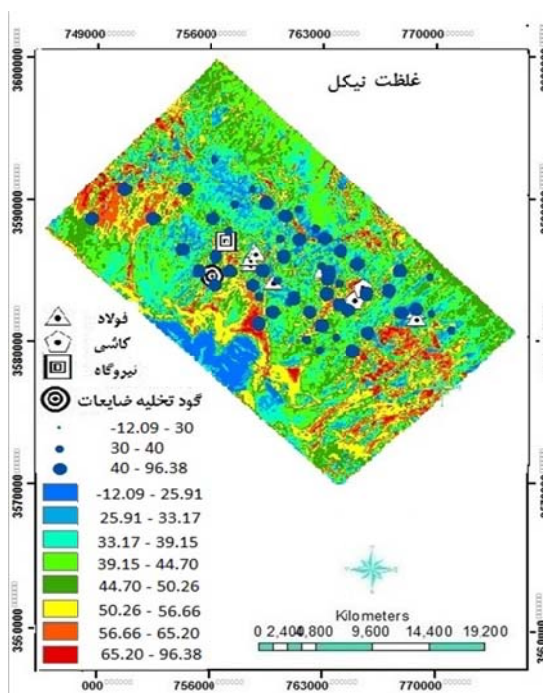 749000 756000 763000 770000
3600000
غلظت نیکل
3590000
3580000
فولاد
کاشی
نیروگاه
گود تخلیه ضایعات
-12.09 - 30
30 - 40
40 - 96.38
3570000
-12.09 - 25.91
25.91 - 33.17
33.17 - 39.15
39.15 - 44.70
44.70 - 50.26
50.26 - 56.66
56.66 - 65.20
65.20 - 96.38
Kilometers
0 2,400 4,800 9,600 14,400 19,200
000 756000 763000 770000